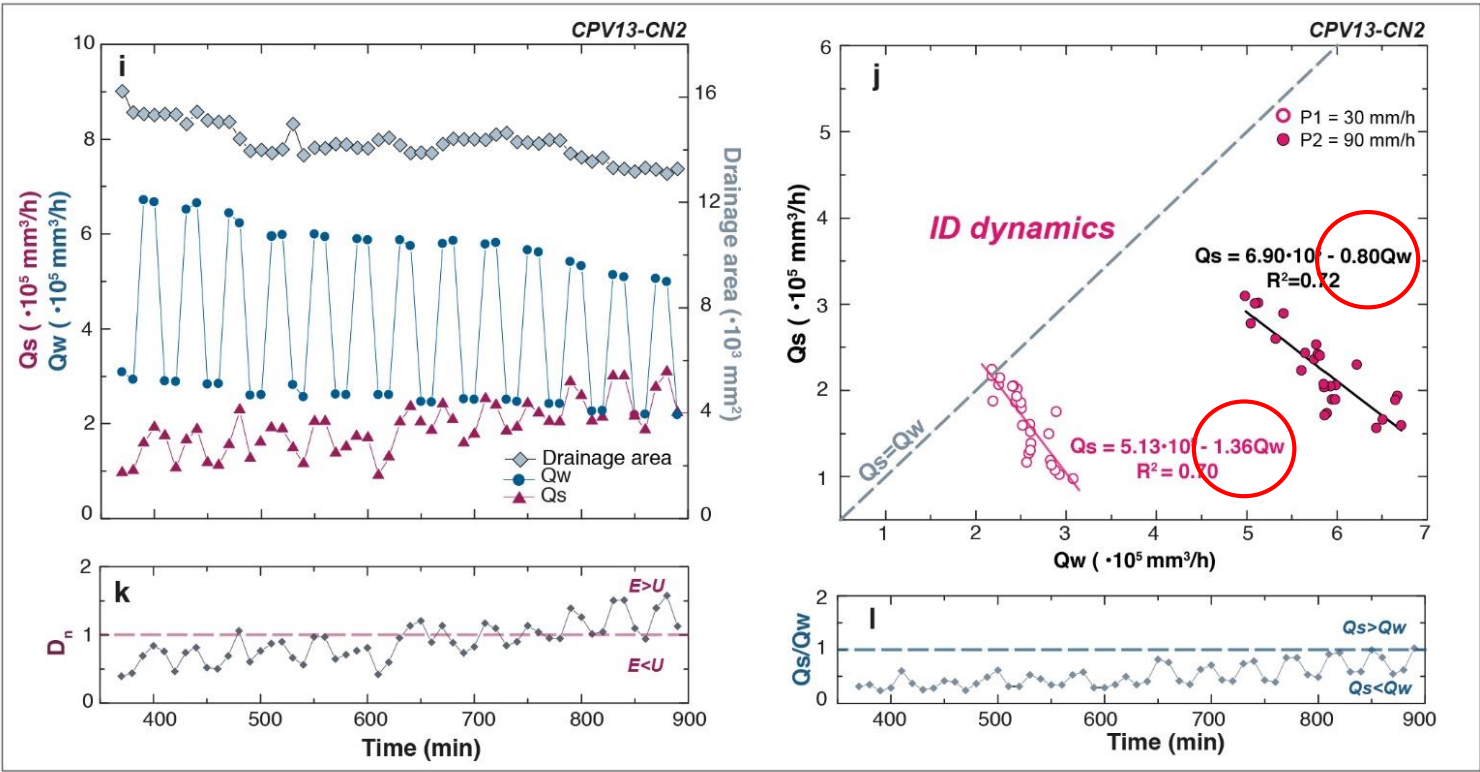 CPV13-CN2
i
10
8
6
4
2
0
16
12
8
4
0
Qs ( ·10⁵ mm³/h)
Qw ( ·10⁵ mm³/h)
Drainage area (·10³ mm²)
Drainage area
Qw
Qs
k
2
1
0
Dn
E>U
E<U
400
500
600
700
800
900
Time (min)
CPV13-CN2
j
6
5
4
3
2
1
Qs ( ·10⁵ mm³/h)
P1 = 30 mm/h
P2 = 90 mm/h
ID dynamics
Qs = 6.90·10 - 0.80Qw
R²=0.72
Qs = 5.13·10 - 1.36Qw
R² = 0.70
Qs=Qw
1
2
3
4
5
6
7
Qw ( ·10⁵ mm³/h)
l
2
1
0
Qs/Qw
Qs>Qw
Qs<Qw
400
500
600
700
800
900
Time (min)